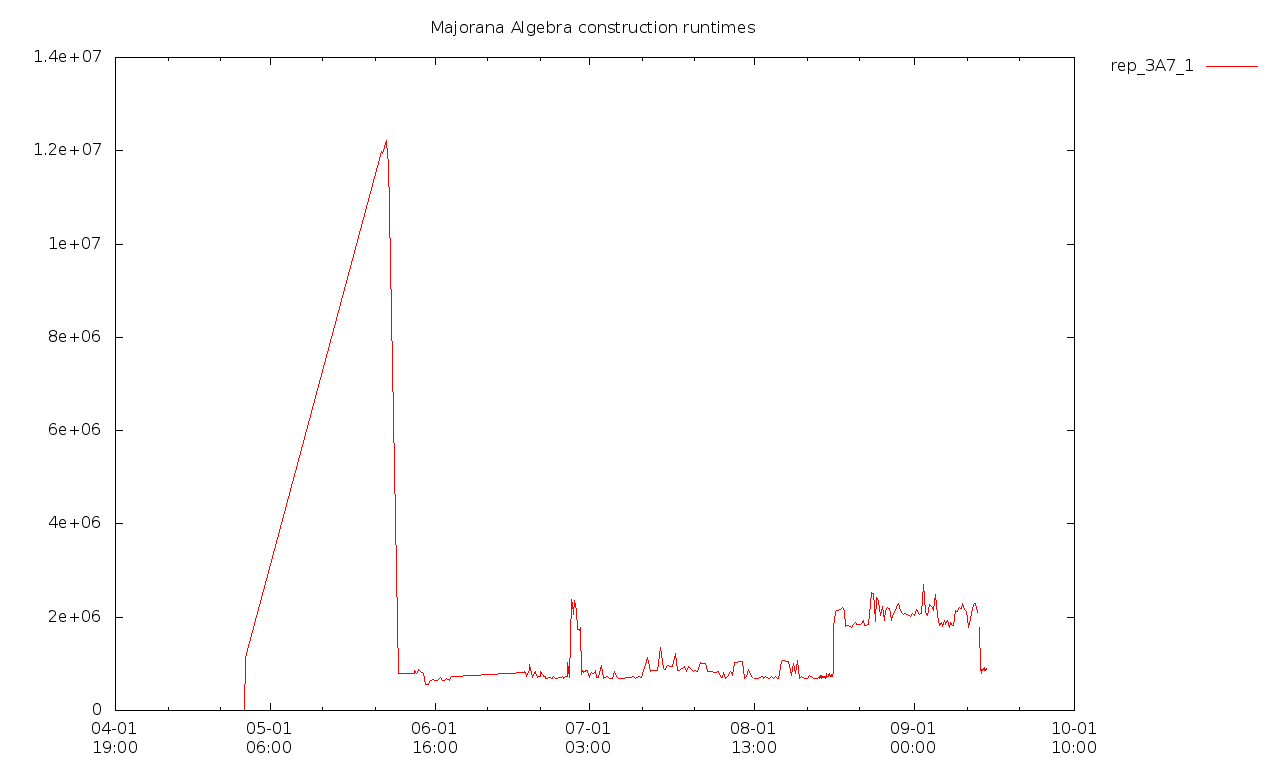 Majorana Algebra construction runtimes
rep_3A7_1
1.4e+07
1.2e+07
1e+07
8e+06
6e+06
4e+06
2e+06
0
04-01 05-01 06-01 07-01 08-01 09-01 10-01
19:00 06:00 16:00 03:00 13:00 00:00 10:00